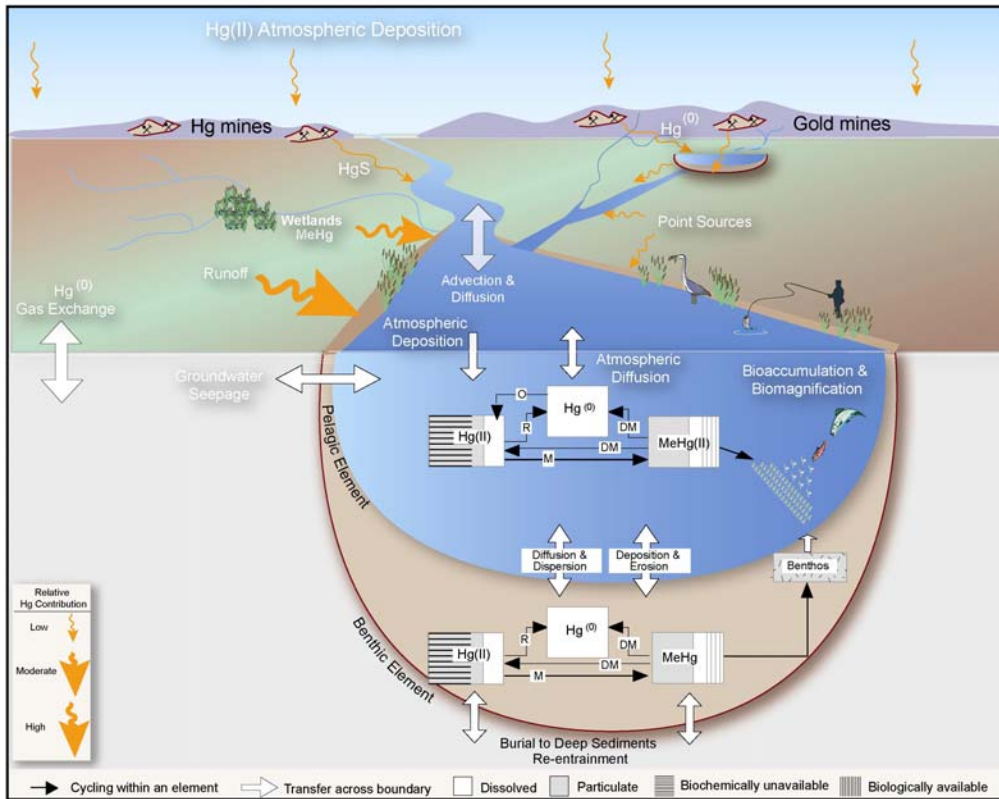 Hg(II) Atmospheric Deposition
Hg mines
Hg (0)
Gold mines
HgS
Wetlands
MeHg
Point Sources
Runoff
Advection &
Diffusion
Hg (0)
Gas Exchange
Atmospheric
Deposition
Atmospheric
Diffusion
Bioaccumulation &
Biomagnification
Groundwater
Seepage
Pelagic Element
O
Hg (0)
Hg(II)
R
DM
MeHg(II)
DM
M
Diffusion &
Dispersion
Deposition &
Erosion
Benthos
Benthic Element
Hg (0)
Hg(II)
R
DM
MeHg
DM
M
Burial to Deep Sediments
Re-entrainment
Relative
Hg Contribution
Low
Moderate
High
Cycling within an element
Transfer across boundary
Dissolved
Particulate
Biochemically unavailable
Biologically available